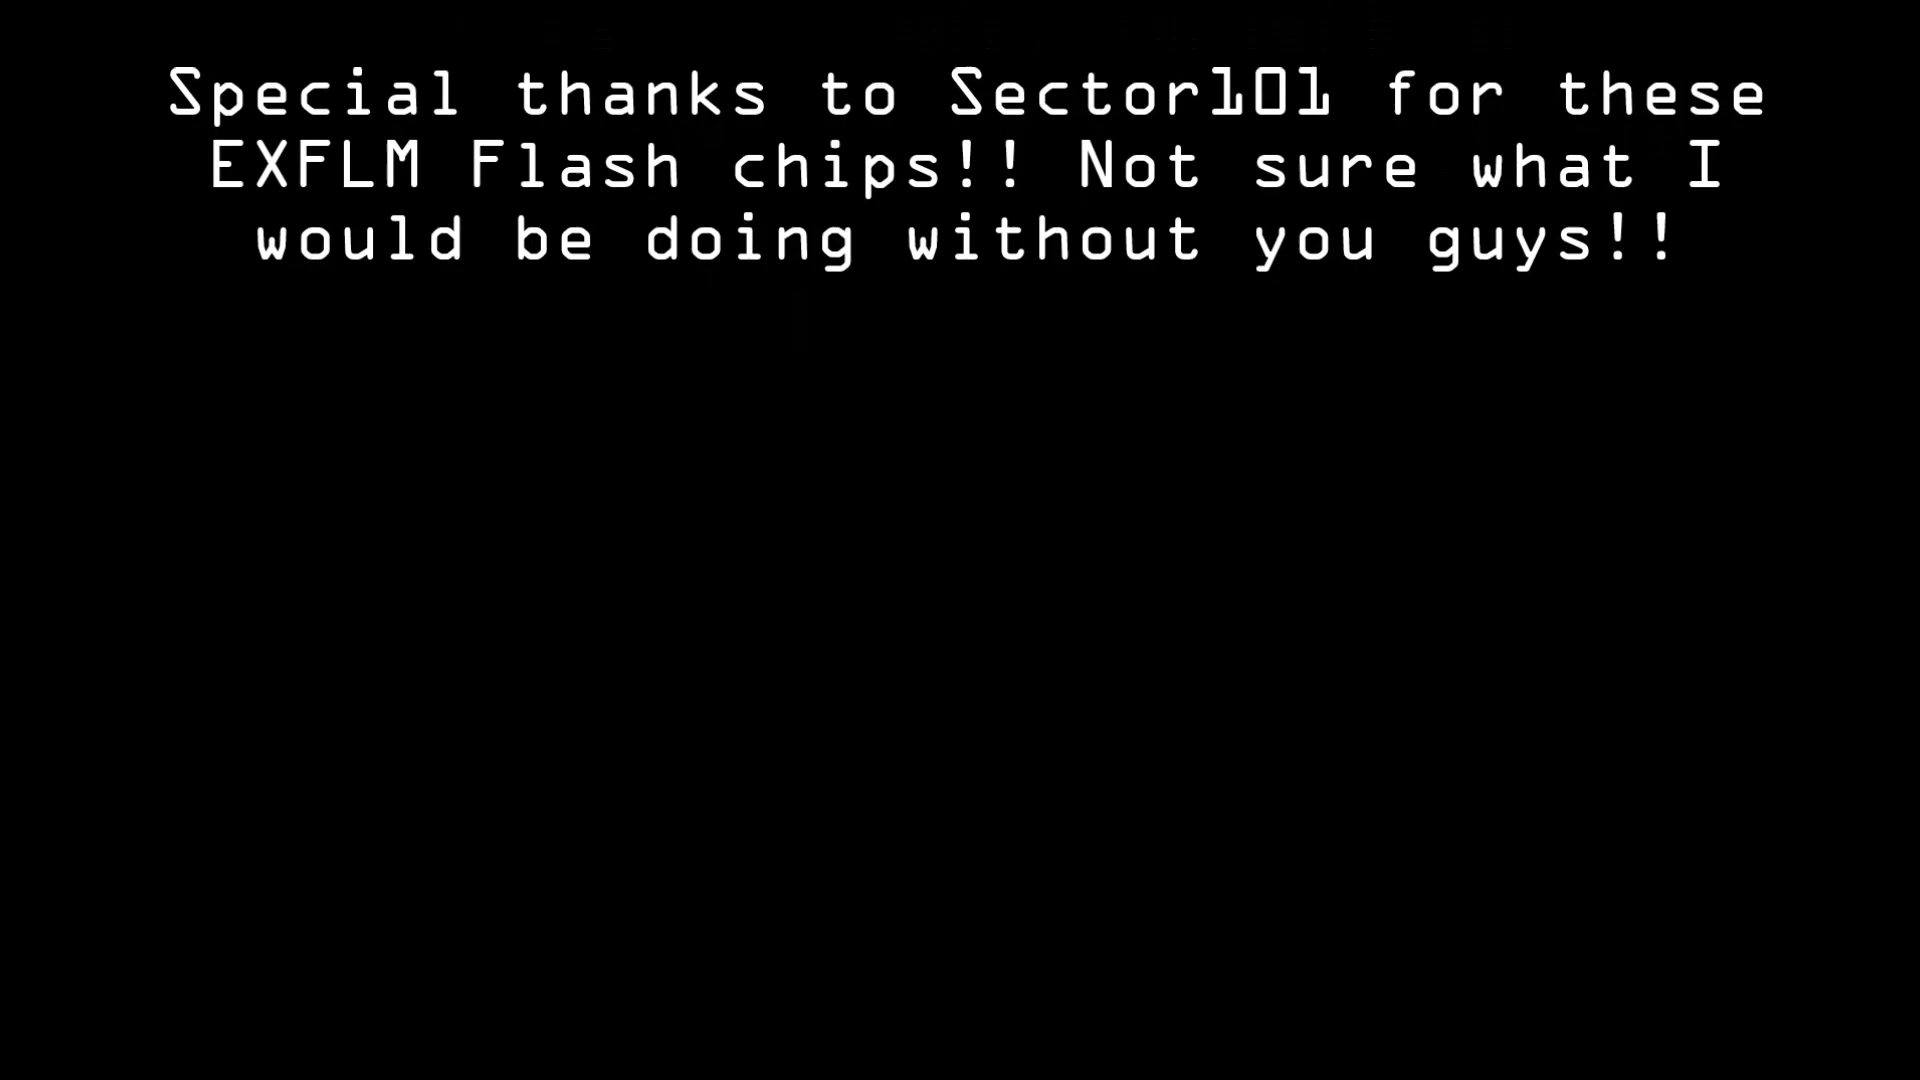 Special thanks to Sector101 for these
EXFLM Flash chips!! Not sure what I
would be doing without you guys!!